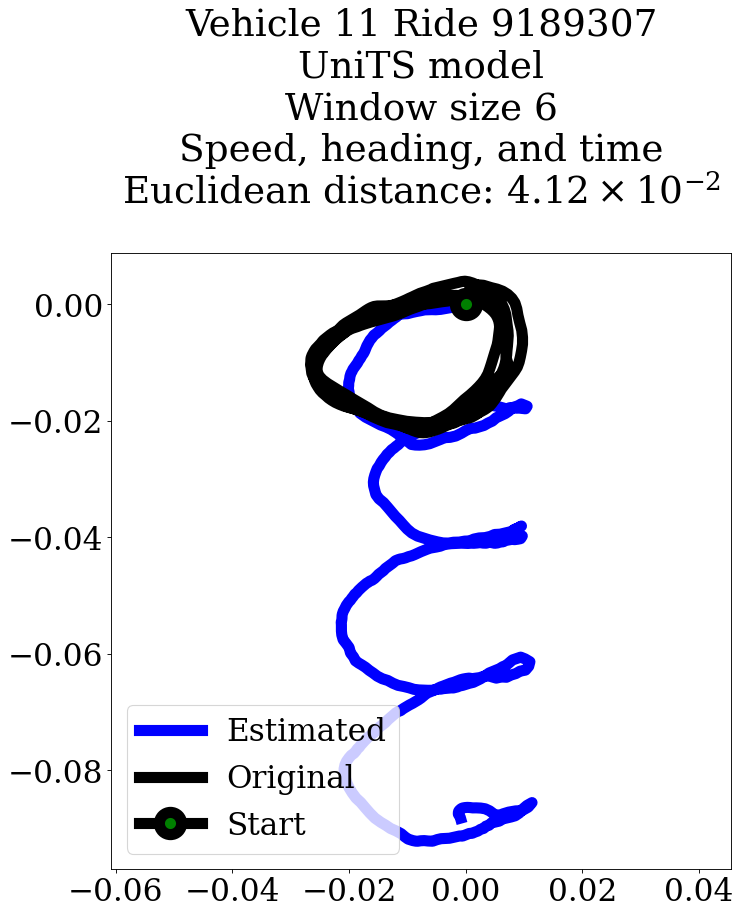 Vehicle 11 Ride 9189307
UniTS model
Window size 6
Speed, heading, and time
Euclidean distance: 4.12 × 10⁻²
0.00
−0.02
−0.04
−0.06
−0.08
Estimated
Original
Start
−0.06 −0.04 −0.02 0.00 0.02 0.04